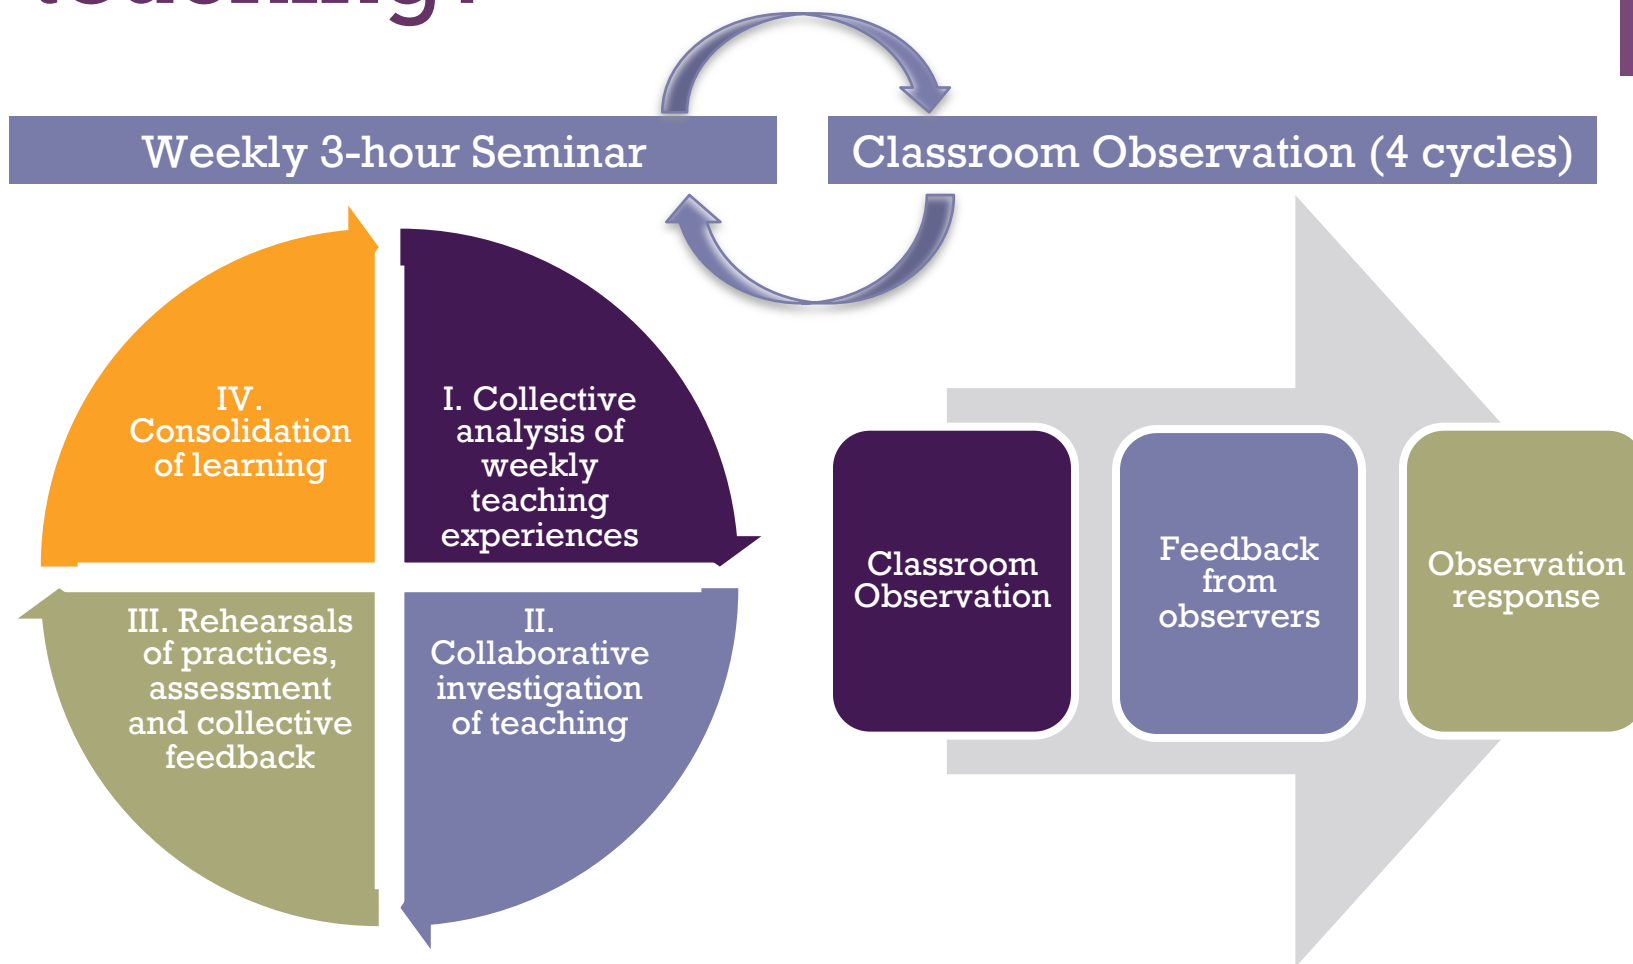 teaching?
Weekly 3-hour Seminar
Classroom Observation (4 cycles)
IV.
Consolidation
of learning
I. Collective
analysis of
weekly
teaching
experiences
III. Rehearsals
of practices,
assessment
and collective
feedback
II.
Collaborative
investigation
of teaching
Classroom
Observation
Feedback
from
observers
Observation
response